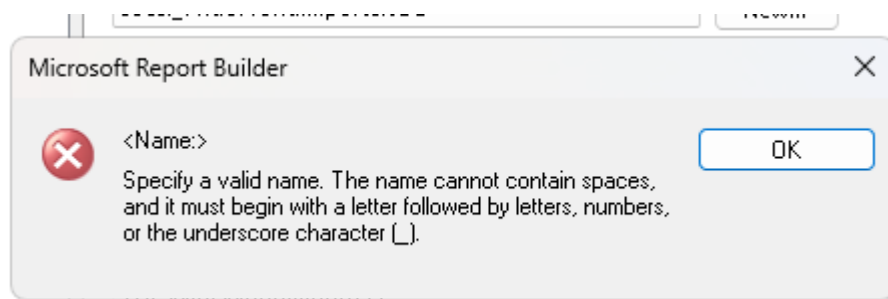 Microsoft Report Builder
<Name:>
OK
Specify a valid name. The name cannot contain spaces,
and it must begin with a letter followed by letters, numbers,
or the underscore character (_).